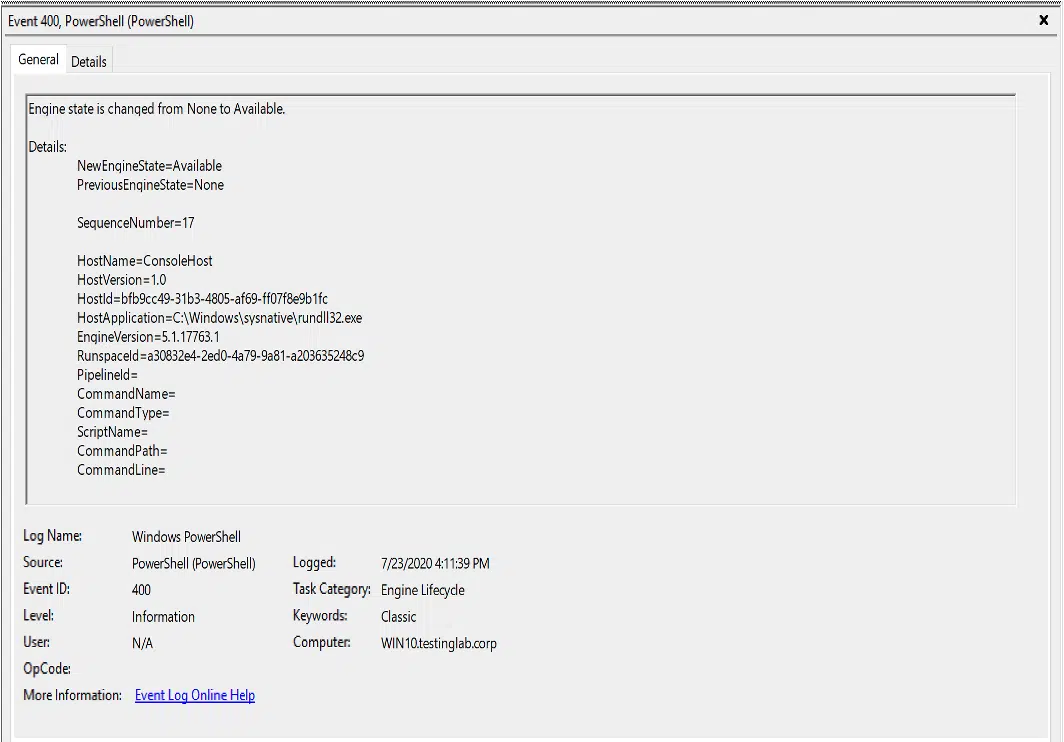 Event 400, PowerShell (PowerShell)
x
General Details
Engine state is changed from None to Available.
Details:
NewEngineState=Available
PreviousEngineState=None
SequenceNumber=17
HostName=ConsoleHost
HostVersion=1.0
HostId=bfb9cc49-31b3-4805-af69-ff07f8e9b1fc
HostApplication=C:\Windows\sysnative\rundll32.exe
EngineVersion=5.1.17763.1
RunspaceId=a30832e4-2ed0-4a79-9a81-a203635248c9
PipelineId=
CommandName=
CommandType=
ScriptName=
CommandPath=
CommandLine=
Log Name: Windows PowerShell
Source: PowerShell (PowerShell) Logged: 7/23/2020 4:11:39 PM
Event ID: 400 Task Category: Engine Lifecycle
Level: Information Keywords: Classic
User: N/A Computer: WIN10.testinglab.corp
OpCode:
More Information: Event Log Online Help